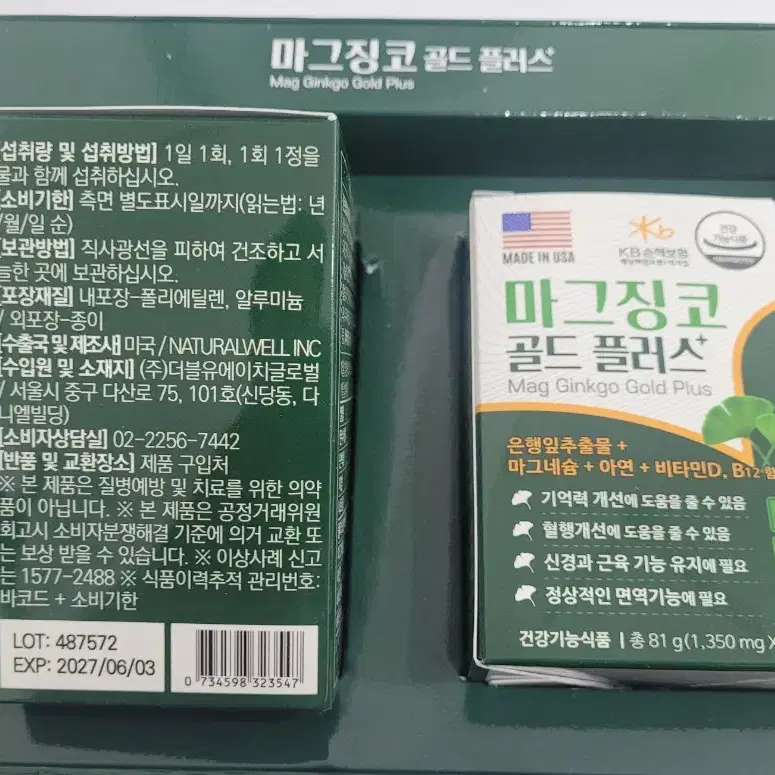 마그징코 골드 플러스+
Mag Ginkgo Gold Plus
[섭취량 및 섭취방법] 1일 1회, 1회 1정을
물과 함께 섭취하십시오.
[소비기한] 측면 별도표시일까지(읽는법: 년
/월/일 순)
[보관방법] 직사광선을 피하여 건조하고 서
늘한 곳에 보관하십시오.
[포장재질] 내포장-폴리에틸렌, 알루미늄
/ 외포장-종이
[수출국 및 제조사] 미국 / NATURALWELL INC
[수입원 및 소재지] (주)더블유에이치글로벌
/ 서울시 중구 다산로 75, 101호(신당동, 다
니엘빌딩)
[소비자상담실] 02-2256-7442
[반품 및 교환장소] 제품 구입처
※ 본 제품은 질병예방 및 치료를 위한 의약
품이 아닙니다. ※ 본 제품은 공정거래위원
회고시 소비자분쟁해결 기준에 의거 교환 또
는 보상 받을 수 있습니다. ※ 이상사례 신고
는 1577-2488 ※ 식품이력추적 관리번호:
바코드 + 소비기한
LOT: 487572
EXP: 2027/06/03
0 734598 323547
MADE IN USA
KB손해보험
건강
기능식품
마그징코
골드 플러스+
Mag Ginkgo Gold Plus
은행잎추출물 +
마그네슘 + 아연 + 비타민D, B12
기억력 개선에 도움을 줄 수 있음
혈행개선에 도움을 줄 수 있음
신경과 근육 기능 유지에 필요
정상적인 면역기능에 필요
건강기능식품 | 총 81 g(1,350 mg X